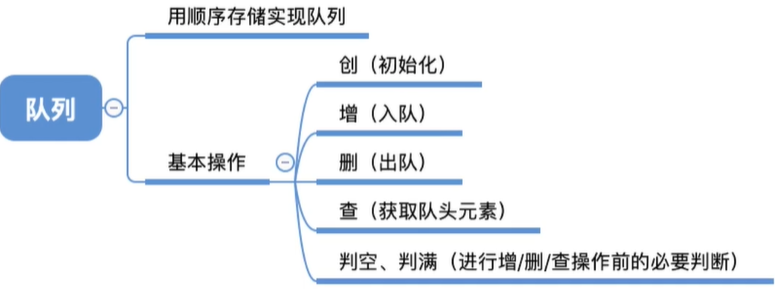 用顺序存储实现队列
队列
基本操作
创（初始化）
增（入队）
删（出队）
查（获取队头元素）
判空、判满（进行增/删/查操作前的必要判断）